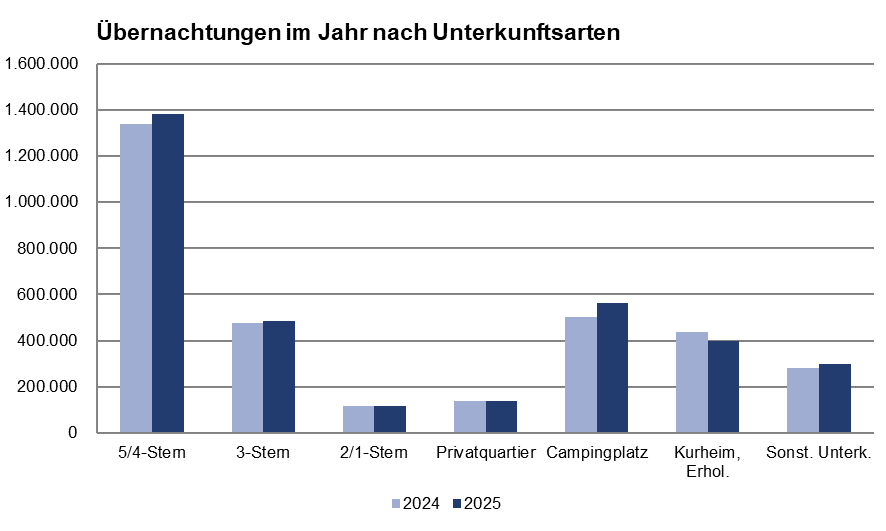 Übernachtungen im Jahr nach Unterkunftsarten
1.600.000
1.400.000
1.200.000
1.000.000
800.000
600.000
400.000
200.000
0
5/4-Stern
3-Stern
2/1-Stern
Privatquartier
Campingplatz
Kurheim,
Erhol.
Sonst. Unterk.
2024
2025